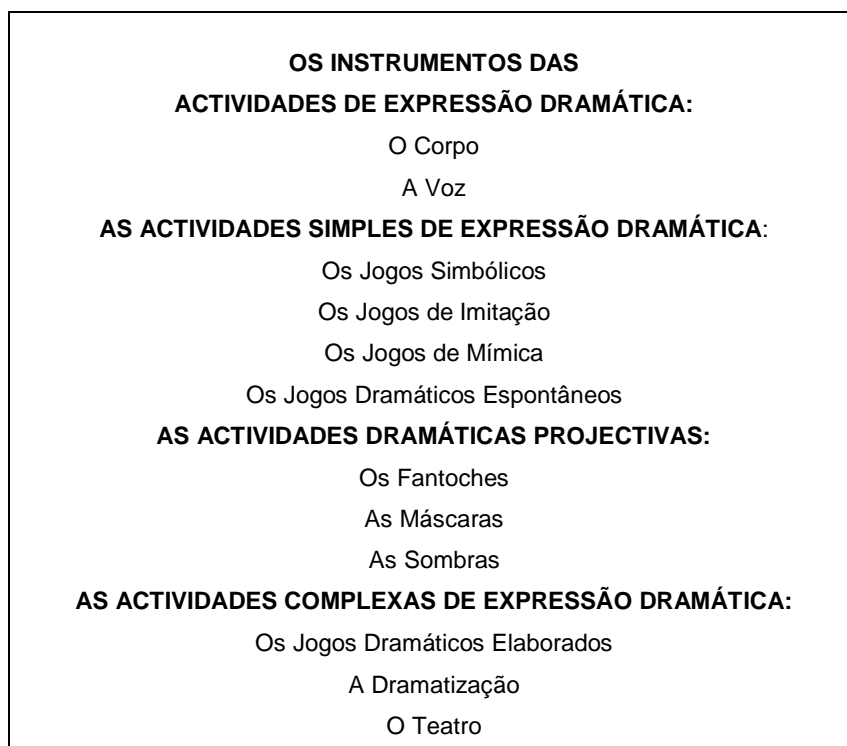 OS INSTRUMENTOS DAS
ACTIVIDADES DE EXPRESSÃO DRAMÁTICA:
O Corpo
A Voz
AS ACTIVIDADES SIMPLES DE EXPRESSÃO DRAMÁTICA:
Os Jogos Simbólicos
Os Jogos de Imitação
Os Jogos de Mímica
Os Jogos Dramáticos Espontâneos
AS ACTIVIDADES DRAMÁTICAS PROJECTIVAS:
Os Fantoches
As Máscaras
As Sombras
AS ACTIVIDADES COMPLEXAS DE EXPRESSÃO DRAMÁTICA:
Os Jogos Dramáticos Elaborados
A Dramatização
O Teatro